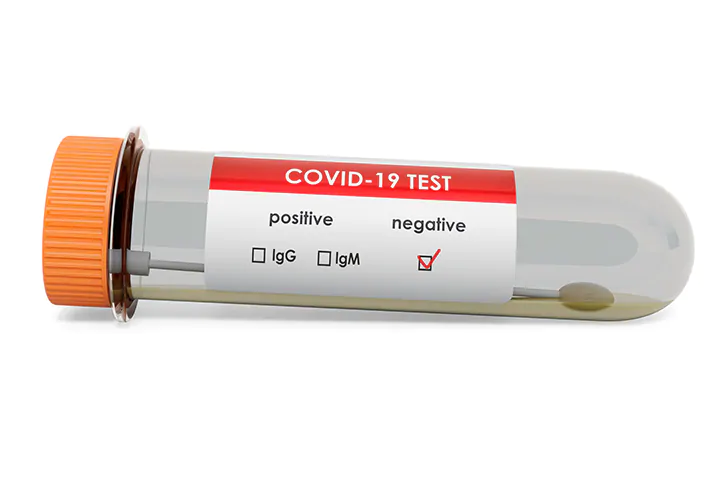 COVID-19 TEST
positive negative
☐ IgG ☐ IgM ☑